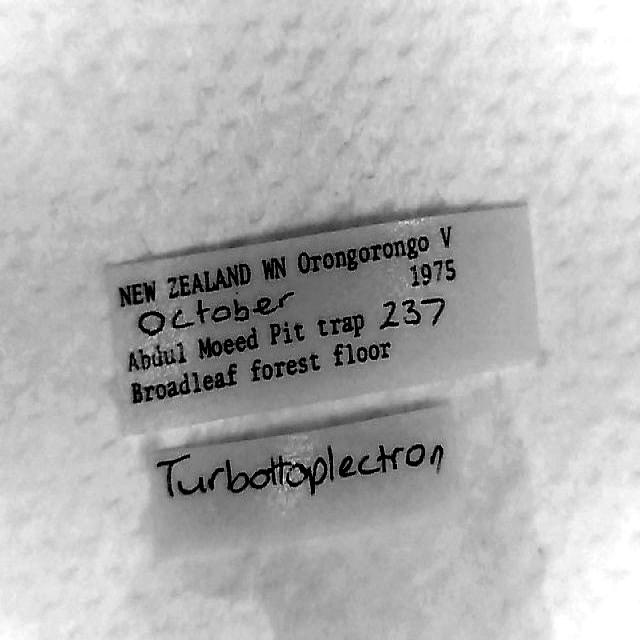 NEW ZEALAND WN Orongorongo V
October 1975
Abdul Moeed Pit trap 237
Broadleaf forest floor
Turbottoplectron